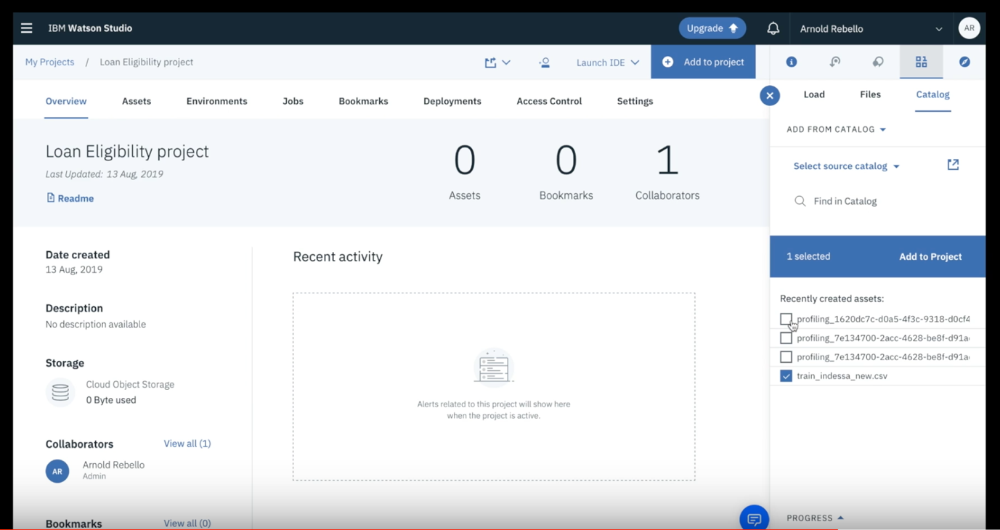 IBM Watson Studio
Upgrade
Arnold Rebello
AR
My Projects / Loan Eligibility project
Launch IDE
Add to project
Overview
Assets
Environments
Jobs
Bookmarks
Deployments
Access Control
Settings
Load
Files
Catalog
ADD FROM CATALOG
Select source catalog
Find in Catalog
1 selected
Add to Project
Recently created assets:
profiling_1620dc7c-d0a5-4f3c-9318-d0cf4
profiling_7e134700-2acc-4628-be8f-d91a
profiling_7e134700-2acc-4628-be8f-d91a
train_indessa_new.csv
PROGRESS
Loan Eligibility project
Last Updated: 13 Aug, 2019
Readme
0
Assets
0
Bookmarks
1
Collaborators
Date created
13 Aug, 2019
Description
No description available
Storage
Cloud Object Storage
0 Byte used
Collaborators
View all (1)
AR
Arnold Rebello
Admin
Bookmarks
View all (0)
Recent activity
Alerts related to this project will show here
when the project is active.